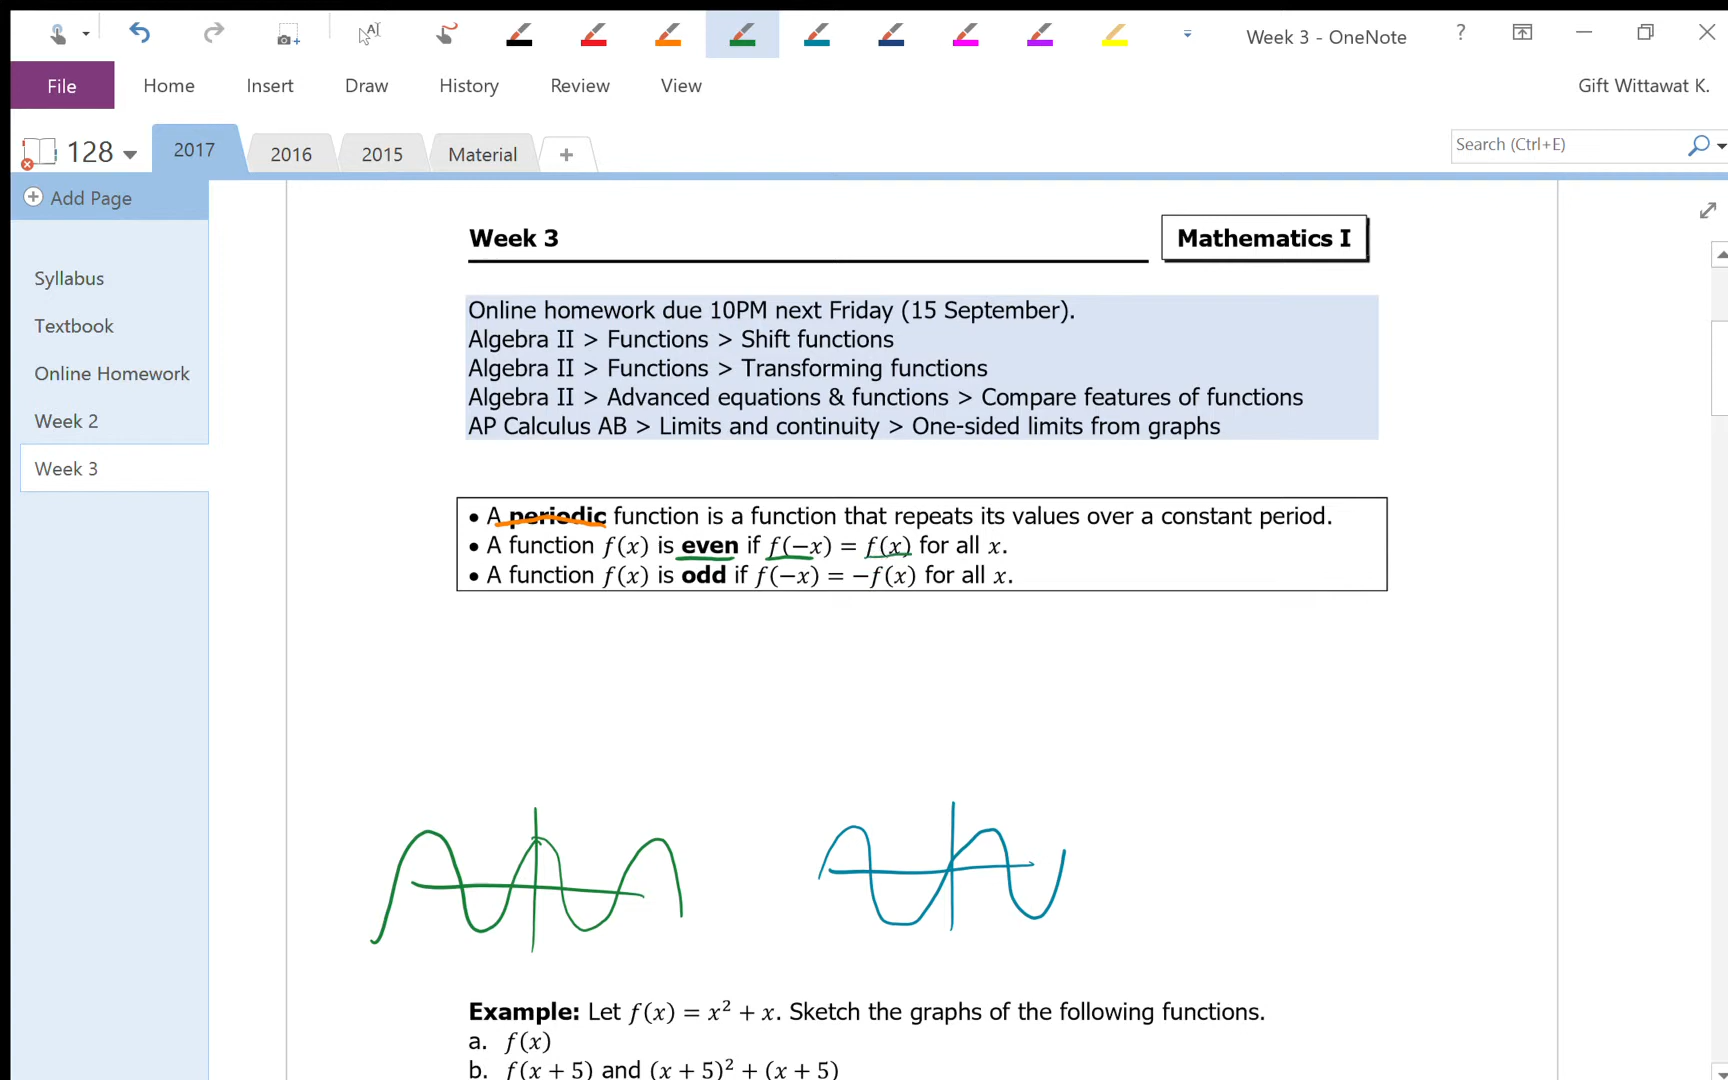 Week 3 - OneNote
?
File
Home
Insert
Draw
History
Review
View
Gift Wittawat K.
128
2017
2016
2015
Material
+
Search (Ctrl+E)
Add Page
Syllabus
Textbook
Online Homework
Week 2
Week 3
Week 3
Mathematics I
Online homework due 10PM next Friday (15 September).
Algebra II > Functions > Shift functions
Algebra II > Functions > Transforming functions
Algebra II > Advanced equations & functions > Compare features of functions
AP Calculus AB > Limits and continuity > One-sided limits from graphs
• A periodic function is a function that repeats its values over a constant period.
• A function f(x) is even if f(−x) = f(x) for all x.
• A function f(x) is odd if f(−x) = −f(x) for all x.
Example: Let f(x) = x² + x. Sketch the graphs of the following functions.
a. f(x)
b. f(x + 5) and (x + 5)² + (x + 5)